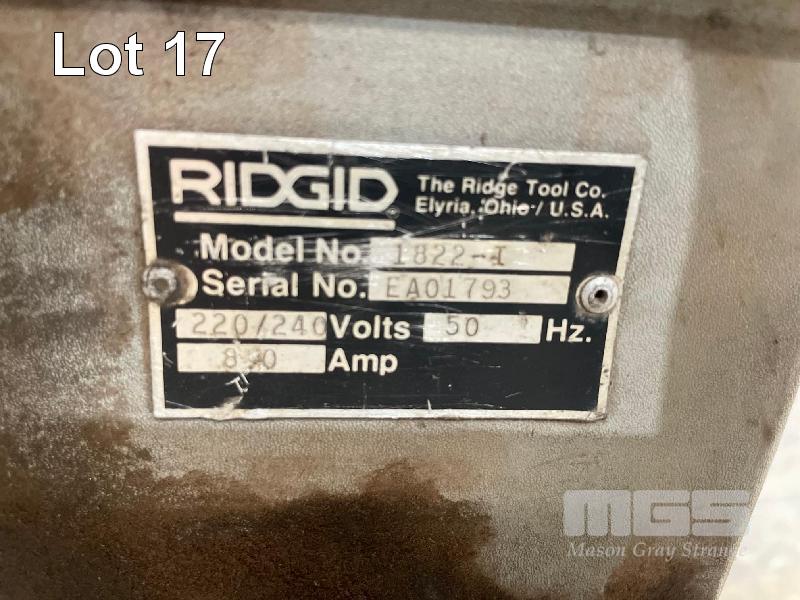 Lot 17
RIDGID
The Ridge Tool Co.
Elyria, Ohio / U.S.A.
Model No. 1822-I
Serial No. EA01793
220/240 Volts 50 Hz.
Amp
MGS
Mason Gray Strange